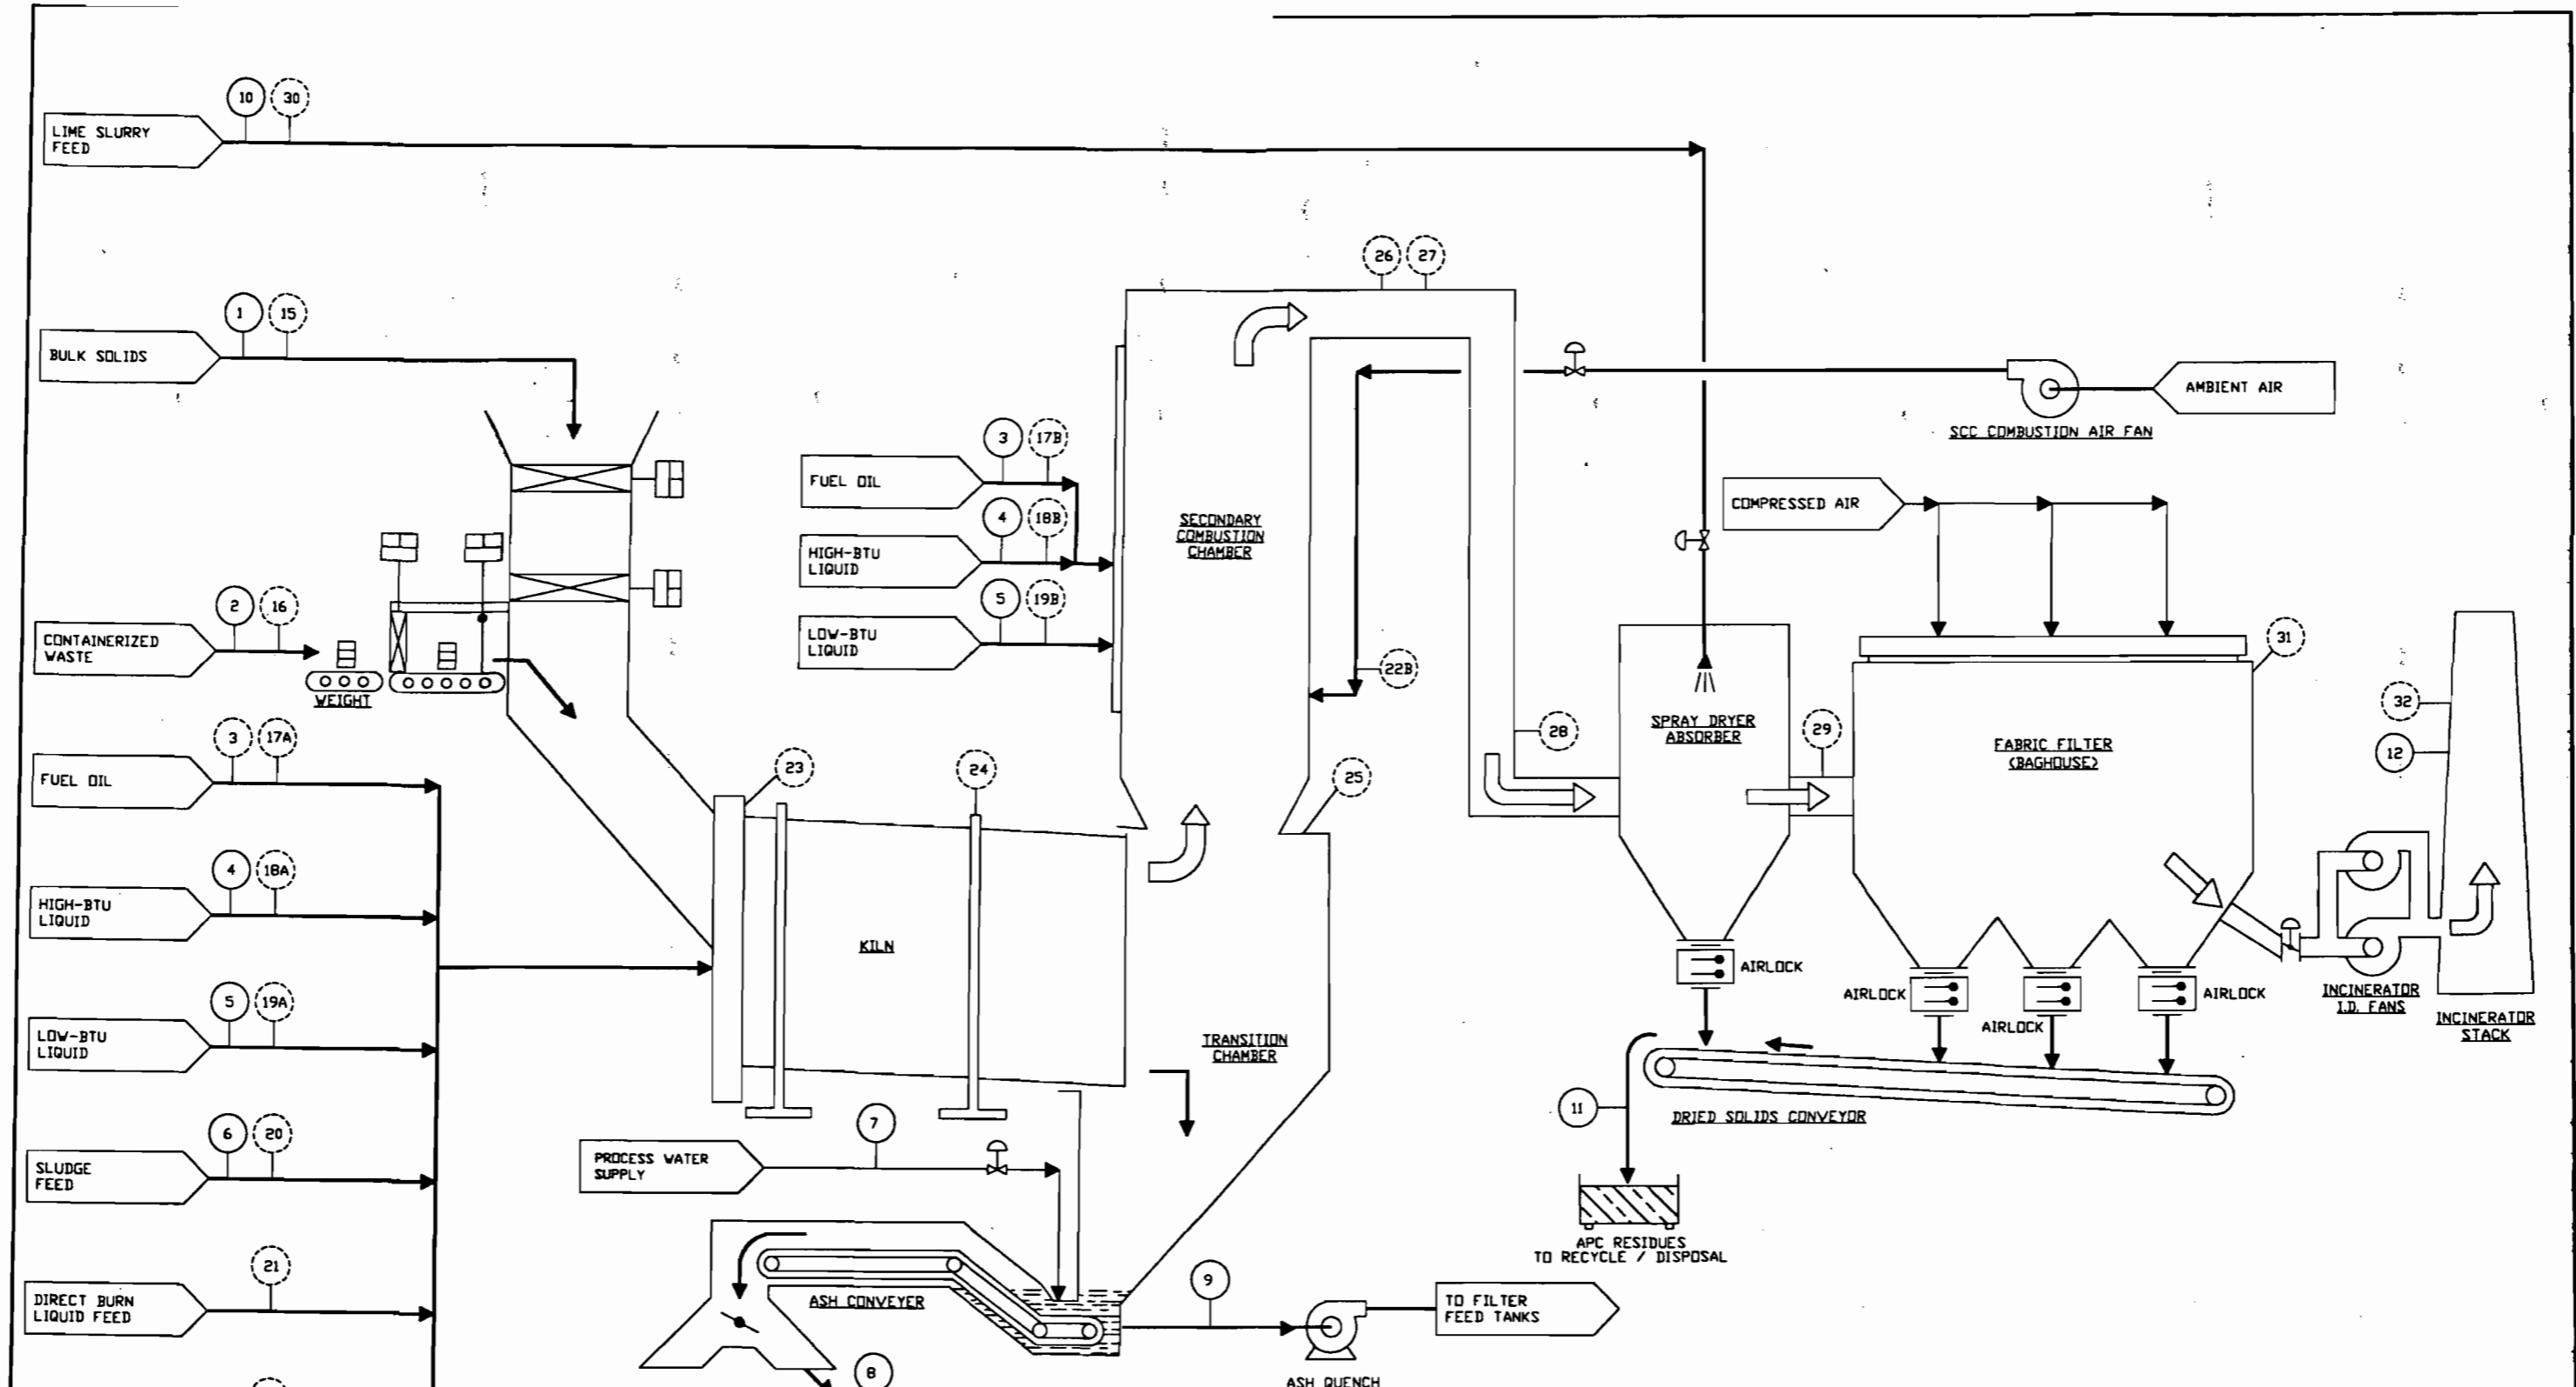 10
30
LIME SLURRY
FEED
26
27
1
15
BULK SOLIDS
AMBIENT AIR
SCC COMBUSTION AIR FAN
3
17B
FUEL OIL
4
18B
HIGH-BTU
LIQUID
5
19B
LOW-BTU
LIQUID
SECONDARY
COMBUSTION
CHAMBER
COMPRESSED AIR
2
16
CONTAINERIZED
WASTE
WEIGHT
22B
31
3
17A
FUEL OIL
23
24
25
28
SPRAY DRYER
ABSORBER
29
FABRIC FILTER
(BAGHOUSE)
32
12
4
18A
HIGH-BTU
LIQUID
KILN
AIRLOCK
AIRLOCK
AIRLOCK
AIRLOCK
INCINERATOR
I.D. FANS
INCINERATOR
STACK
5
19A
LOW-BTU
LIQUID
TRANSITION
CHAMBER
11
DRIED SOLIDS CONVEYOR
6
20
SLUDGE
FEED
7
PROCESS WATER
SUPPLY
APC RESIDUES
TO RECYCLE / DISPOSAL
21
DIRECT BURN
LIQUID FEED
ASH CONVEYER
9
TO FILTER
FEED TANKS
8
ASH QUENCH